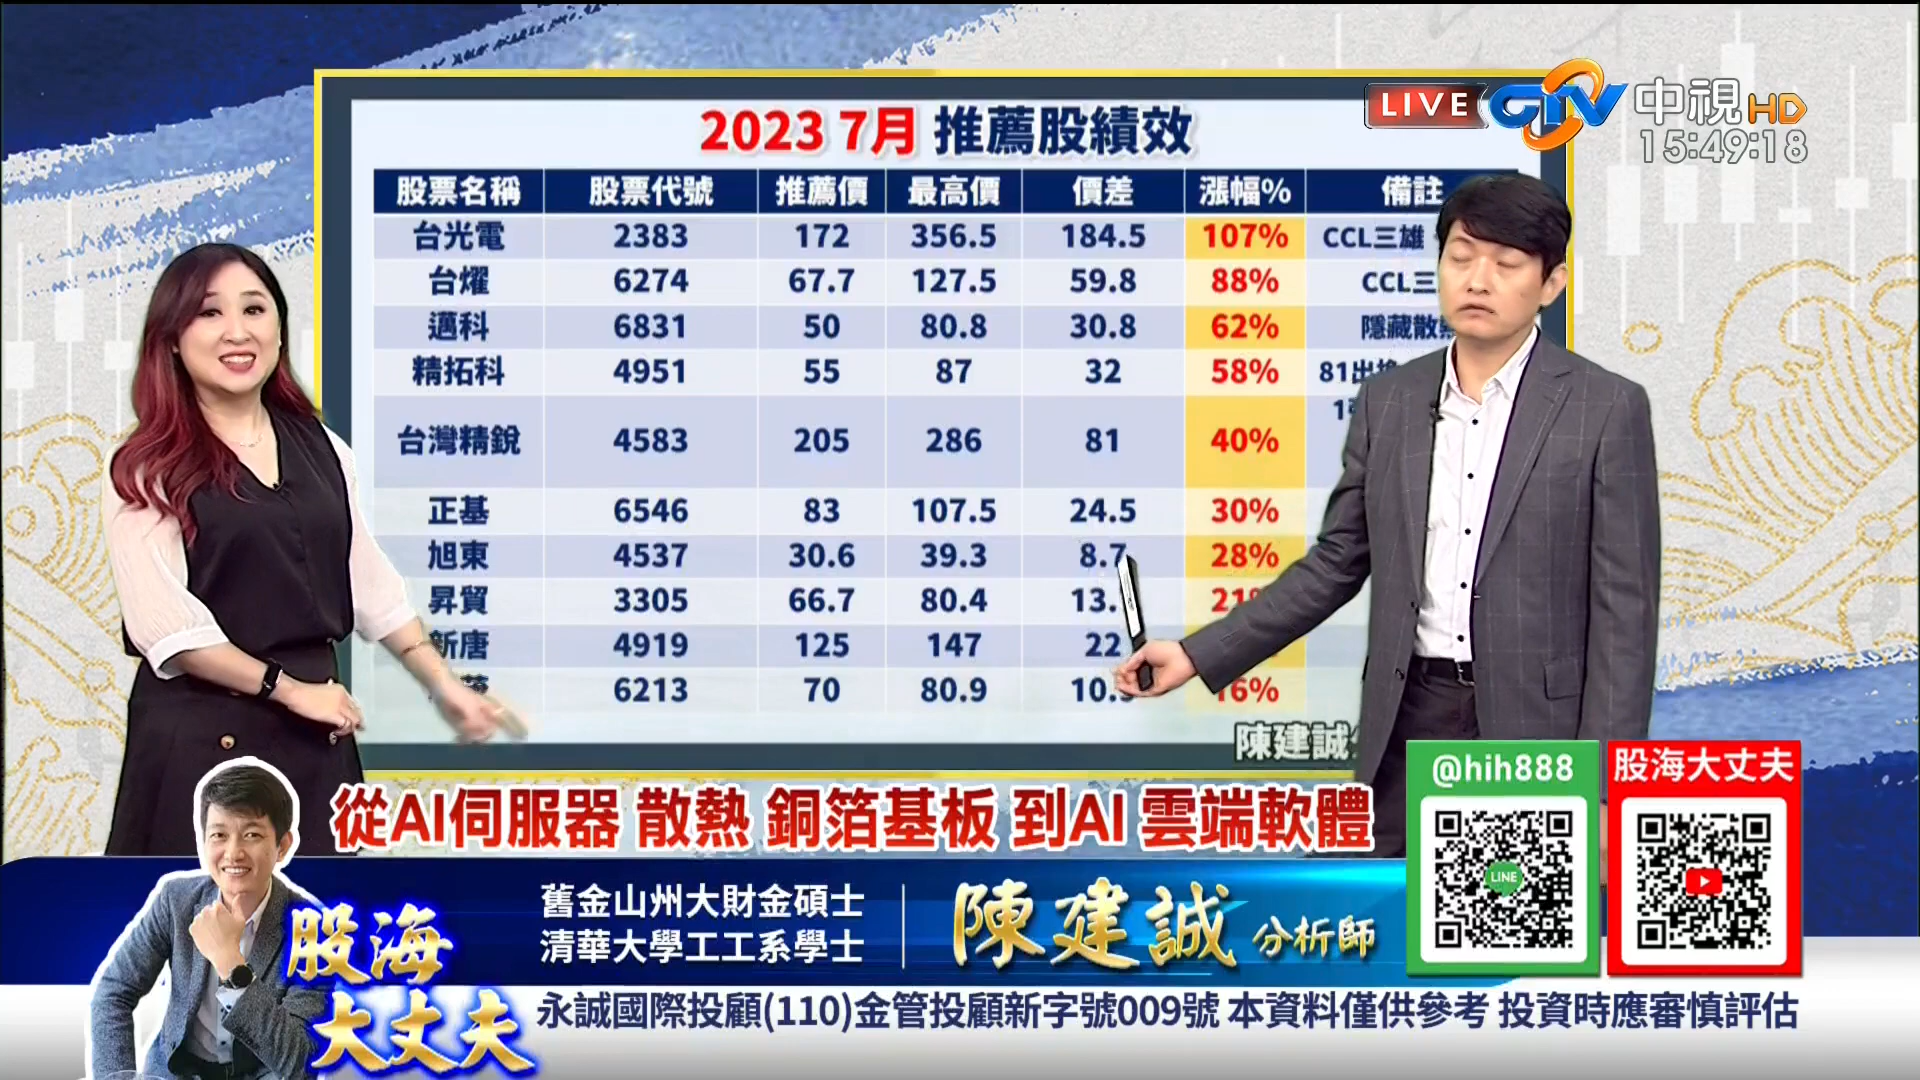 LIVE CTV 中視HD
15:49:18
2023 7月 推薦股績效
股票名稱 股票代號 推薦價 最高價 價差 漲幅% 備註
台光電 2383 172 356.5 184.5 107% CCL三雄
台燿 6274 67.7 127.5 59.8 88% CCL三
邁科 6831 50 80.8 30.8 62% 隱藏散
精拓科 4951 55 87 32 58% 81出
台灣精銳 4583 205 286 81 40%
正基 6546 83 107.5 24.5 30%
旭東 4537 30.6 39.3 8.7 28%
昇貿 3305 66.7 80.4 13. 21
新唐 4919 125 147 22
6213 70 80.9 10. 16%
陳建誠
@hih888
股海大丈夫
LINE
從AI伺服器 散熱 銅箔基板 到AI 雲端軟體
股海
大丈夫
舊金山州大財金碩士
清華大學工工系學士
陳建誠 分析師
永誠國際投顧(110)金管投顧新字號009號 本資料僅供參考 投資時應審慎評估